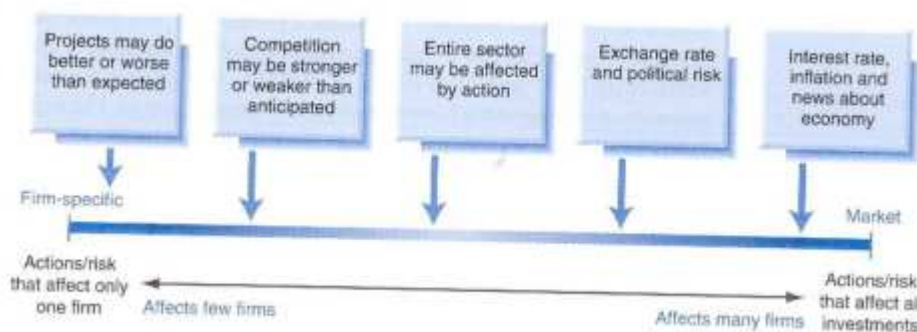 Projects may do
better or worse
than expected
Competition
may be stronger
or weaker than
anticipated
Entire sector
may be affected
by action
Exchange rate
and political risk
Interest rate,
inflation and
news about
economy
Firm-specific
Market
Actions/risk
that affect only
one firm
Affects few firms
Affects many firms
Actions/risk
that affect all
investments